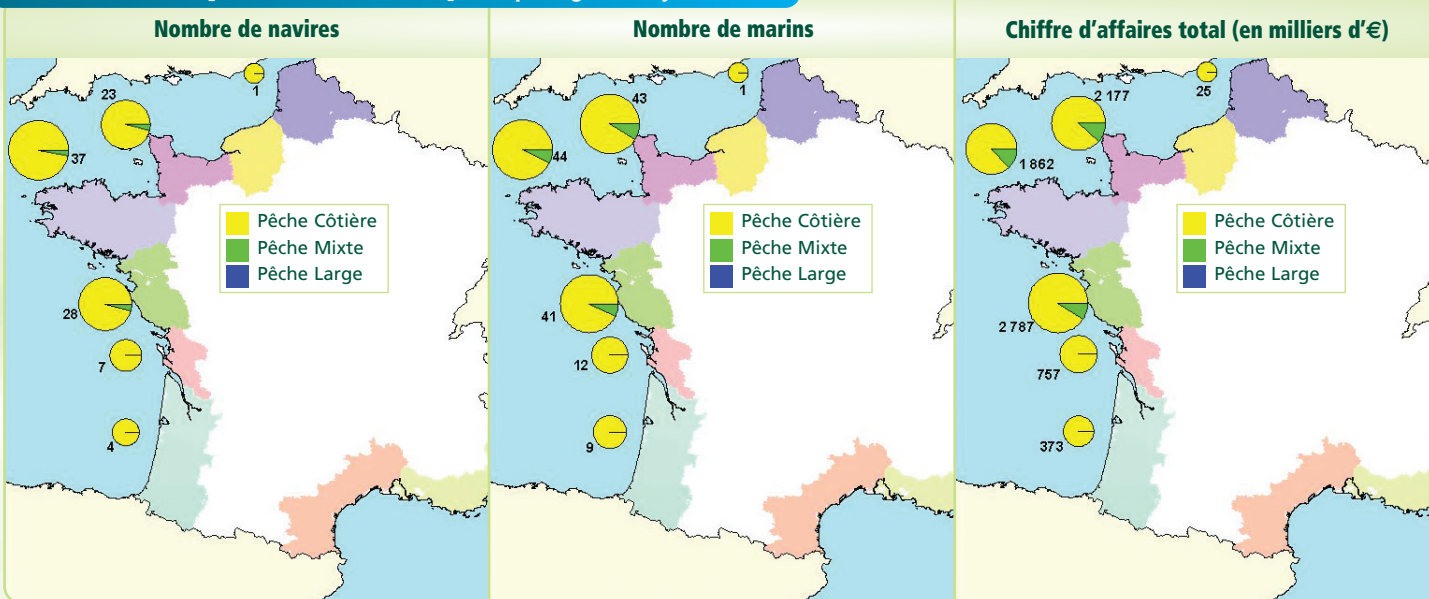 Nombre de navires
23
1
37
Pêche Côtière
Pêche Mixte
Pêche Large
28
7
4
Nombre de marins
43
1
44
Pêche Côtière
Pêche Mixte
Pêche Large
41
12
9
Chiffre d'affaires total (en milliers d'€)
2 177
25
1 862
Pêche Côtière
Pêche Mixte
Pêche Large
2 787
757
373